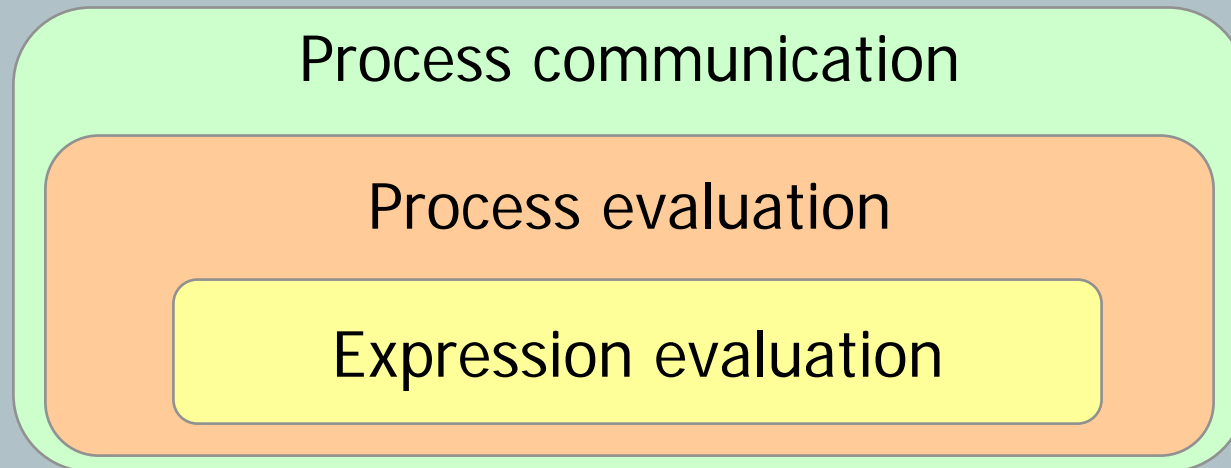 Process communication
Process evaluation
Expression evaluation